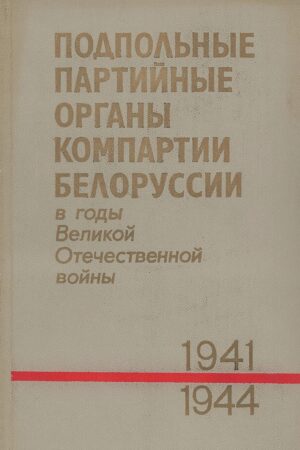 ПОДПОЛЬНЫЕ
ПАРТИЙНЫЕ
ОРГАНЫ
КОМПАРТИИ
БЕЛОРУССИИ
в годы
Великой
Отечественной
войны
1941
1944